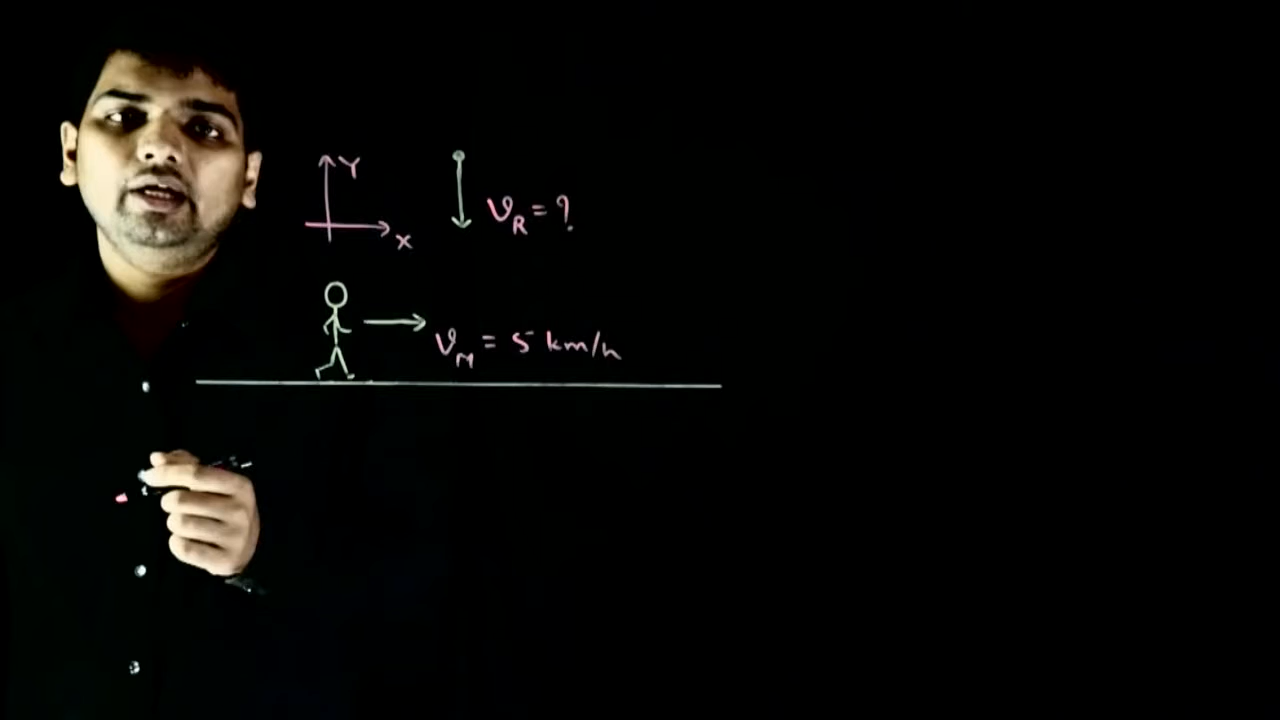 Y
X
v_R = ?
v_M = 5 km/h